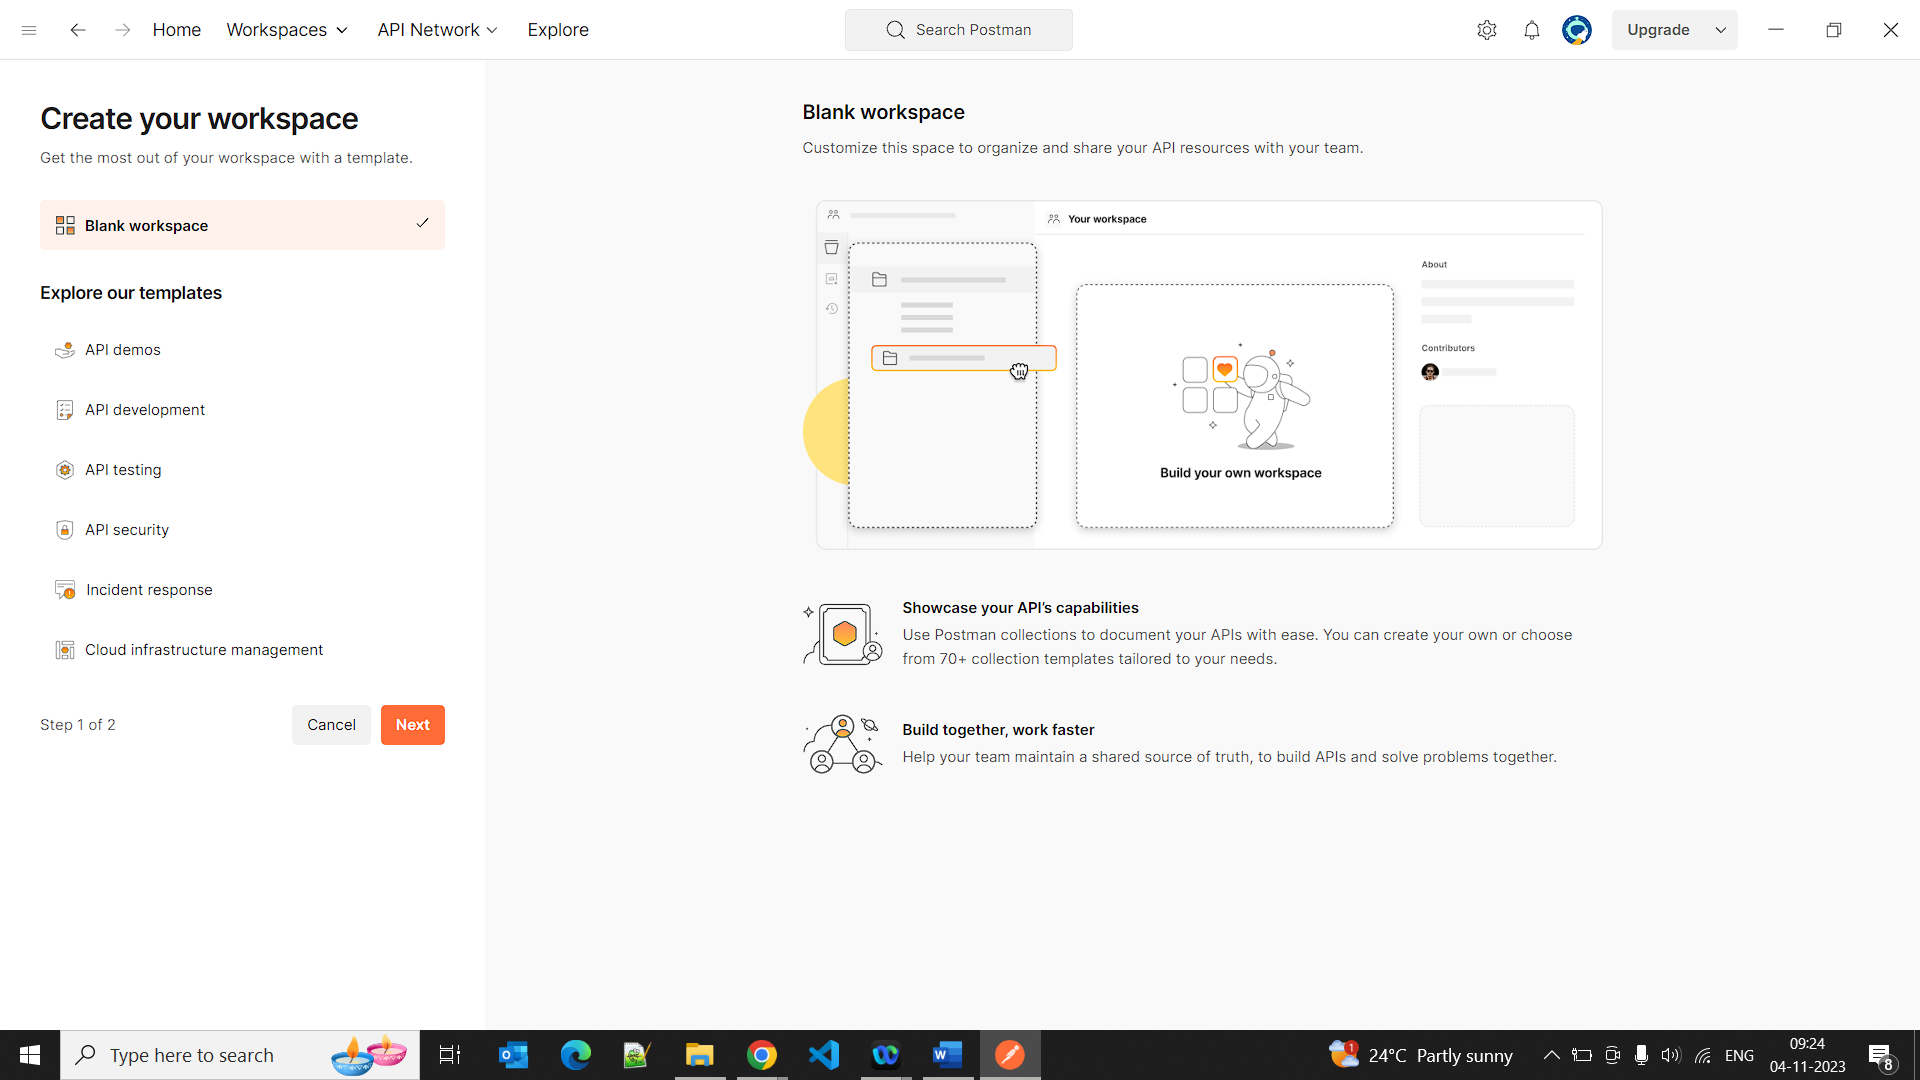 Home Workspaces API Network Explore
Search Postman
Upgrade
Create your workspace
Get the most out of your workspace with a template.
Blank workspace
Explore our templates
API demos
API development
API testing
API security
Incident response
Cloud infrastructure management
Step 1 of 2
Cancel
Next
Blank workspace
Customize this space to organize and share your API resources with your team.
Your workspace
About
Contributors
Build your own workspace
Showcase your API’s capabilities
Use Postman collections to document your APIs with ease. You can create your own or choose
from 70+ collection templates tailored to your needs.
Build together, work faster
Help your team maintain a shared source of truth, to build APIs and solve problems together.
Type here to search
1
24°C Partly sunny
ENG
09:24
04-11-2023
8